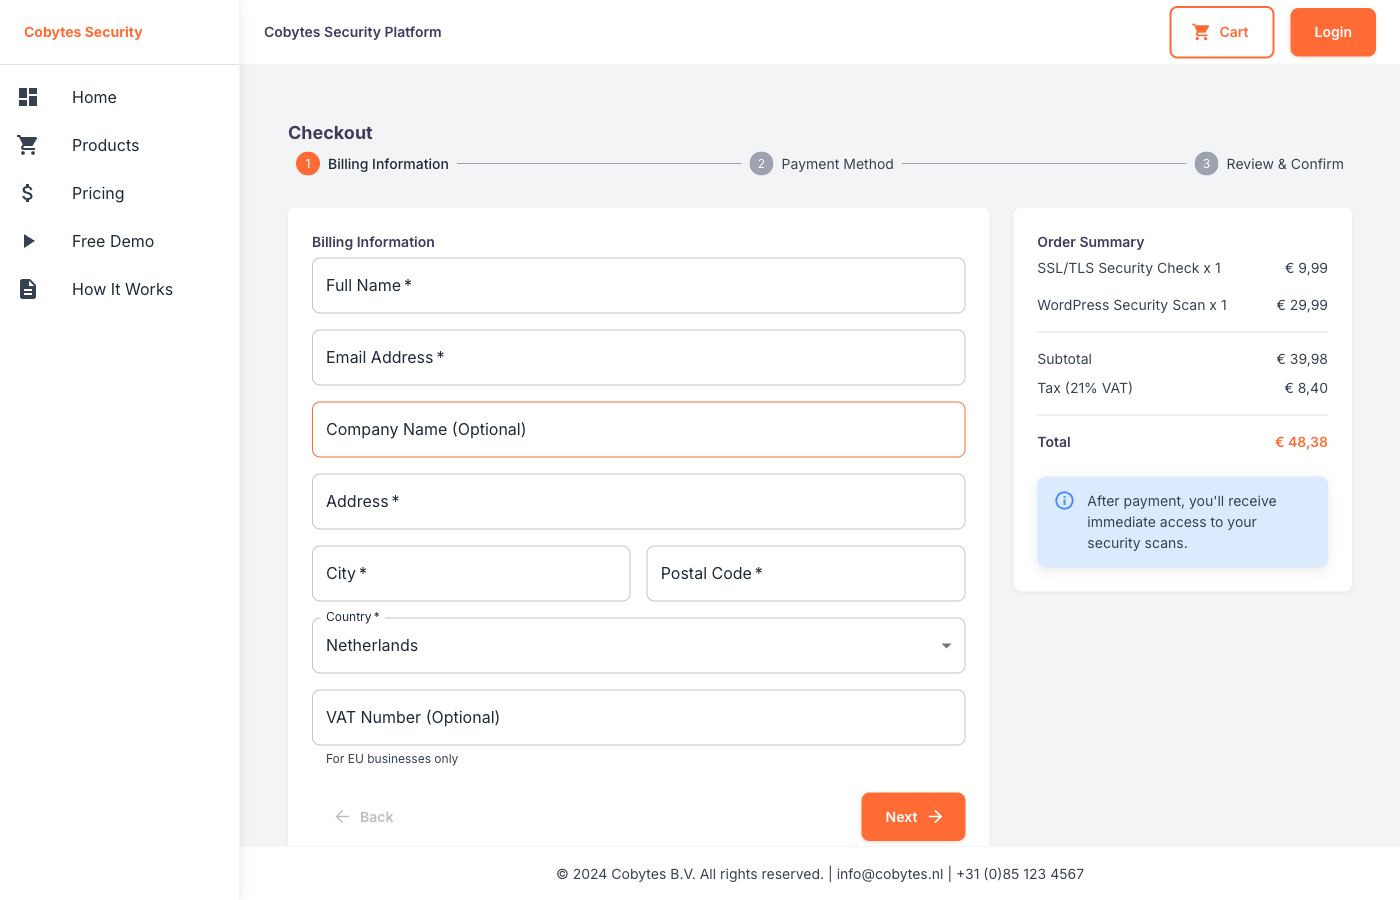 Cobytes Security
Cobytes Security Platform
Cart
Login
Home
Products
Pricing
Free Demo
How It Works
Checkout
1 Billing Information
2 Payment Method
3 Review & Confirm
Billing Information
Full Name *
Email Address *
Company Name (Optional)
Address *
City *
Postal Code *
Country *
Netherlands
VAT Number (Optional)
For EU businesses only
Back
Next
Order Summary
SSL/TLS Security Check x 1 € 9,99
WordPress Security Scan x 1 € 29,99
Subtotal € 39,98
Tax (21% VAT) € 8,40
Total € 48,38
After payment, you'll receive
immediate access to your
security scans.
© 2024 Cobytes B.V. All rights reserved. | info@cobytes.nl | +31 (0)85 123 4567